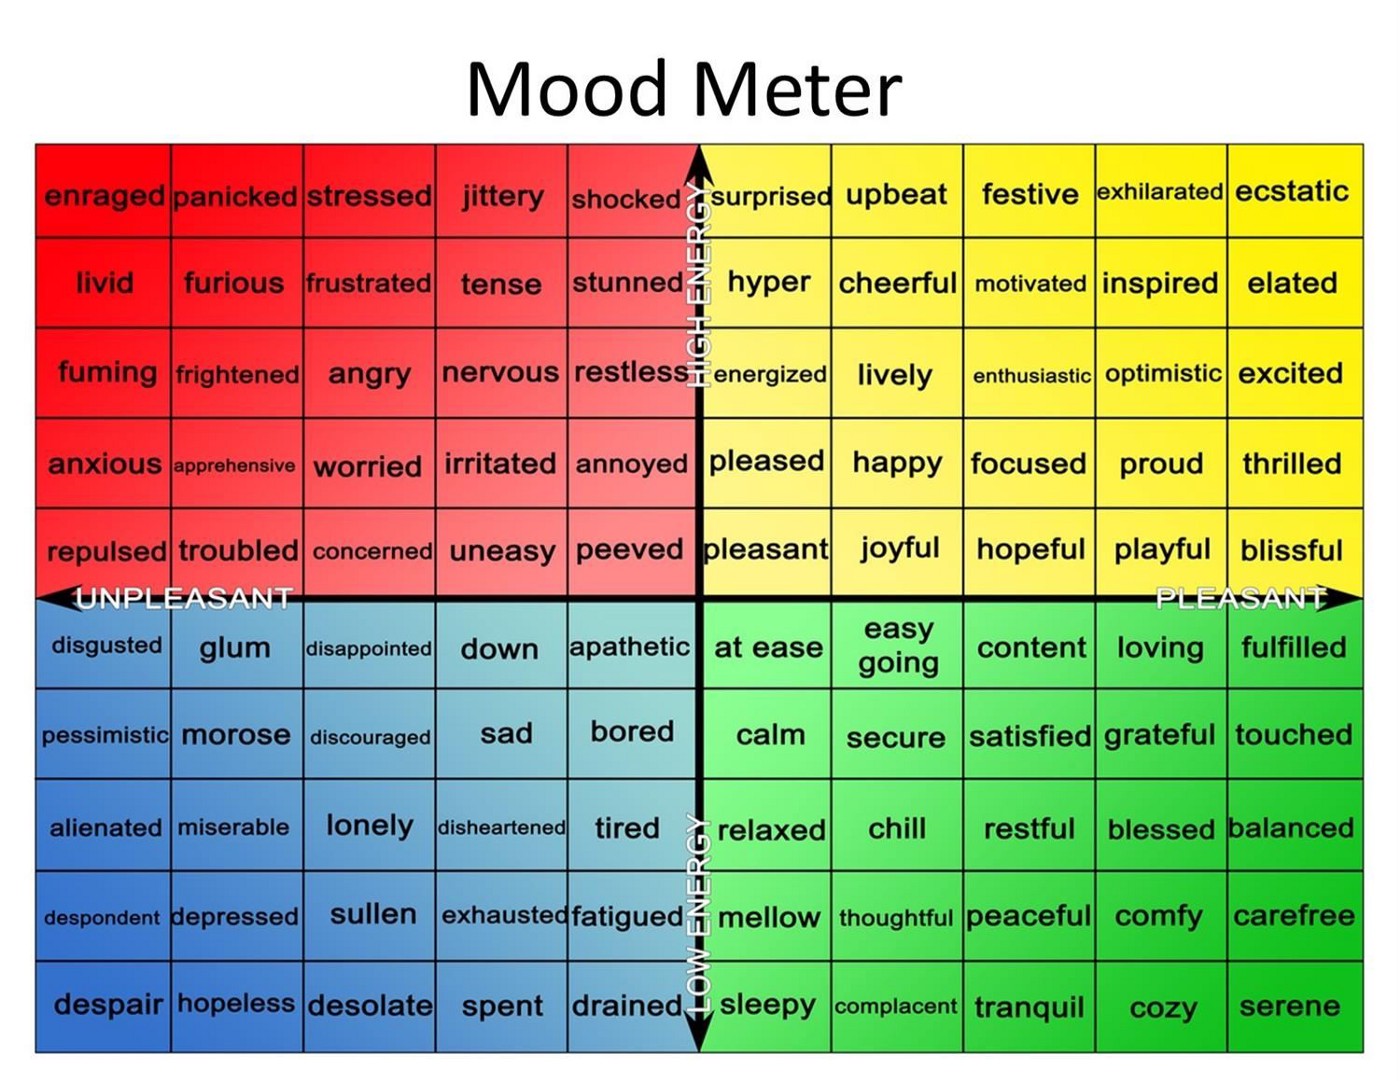 Mood Meter
enraged panicked stressed jittery shocked surprised upbeat festive exhilarated ecstatic
livid furious frustrated tense stunned hyper cheerful motivated inspired elated
fuming frightened angry nervous restless energized lively enthusiastic optimistic excited
anxious apprehensive worried irritated annoyed pleased happy focused proud thrilled
repulsed troubled concerned uneasy peeved pleasant joyful hopeful playful blissful
HIGH ENERGY
UNPLEASANT PLEASANT
disgusted glum disappointed down apathetic at ease easy going content loving fulfilled
pessimistic morose discouraged sad bored calm secure satisfied grateful touched
alienated miserable lonely disheartened tired relaxed chill restful blessed balanced
despondent depressed sullen exhausted fatigued mellow thoughtful peaceful comfy carefree
despair hopeless desolate spent drained sleepy complacent tranquil cozy serene
LOW ENERGY